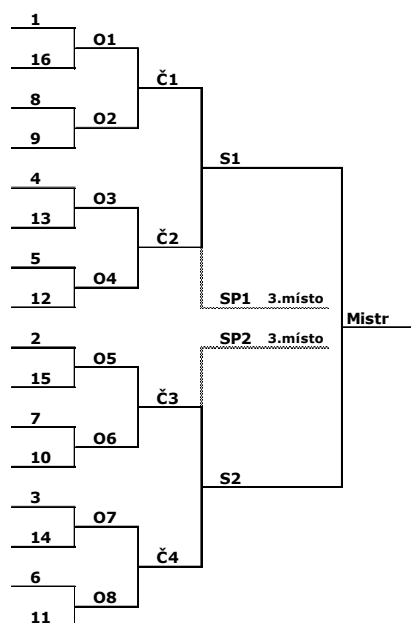 1
O1
16
Č1
8
O2
9
S1
4
O3
13
Č2
5
O4
12
SP1 3.místo
Mistr
2
SP2 3.místo
O5
15
Č3
7
O6
10
S2
3
O7
14
Č4
6
O8
11